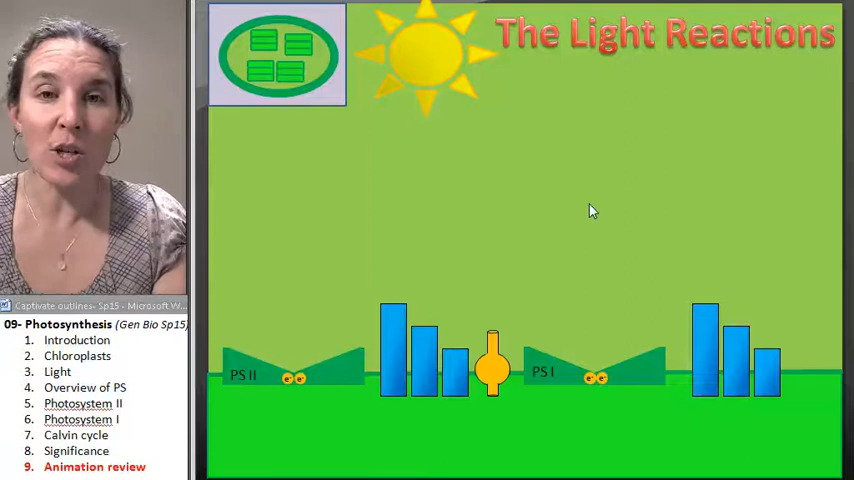 The Light Reactions
PS II
e- e-
PS I
e- e-
Captivate outlines- Sp15 - Microsoft W...
09- Photosynthesis (Gen Bio Sp15)
1. Introduction
2. Chloroplasts
3. Light
4. Overview of PS
5. Photosystem II
6. Photosystem I
7. Calvin cycle
8. Significance
9. Animation review